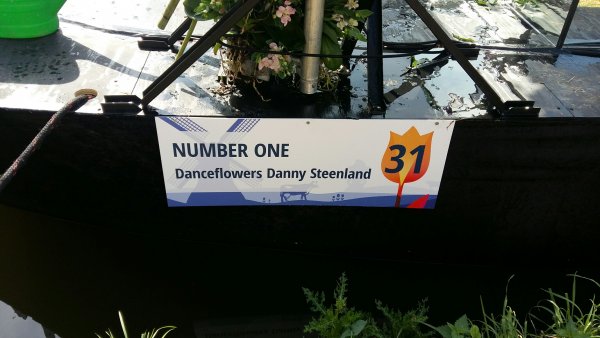 NUMBER ONE
Danceflowers Danny Steenland
31